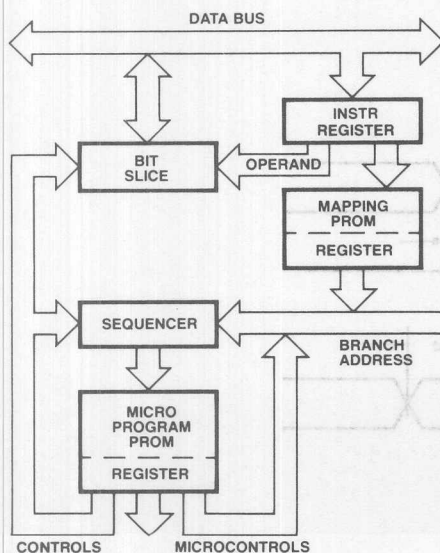 DATA BUS
INSTR
REGISTER
BIT
SLICE
OPERAND
MAPPING
PROM
REGISTER
SEQUENCER
BRANCH
ADDRESS
MICRO
PROGRAM
PROM
REGISTER
CONTROLS
MICROCONTROLS